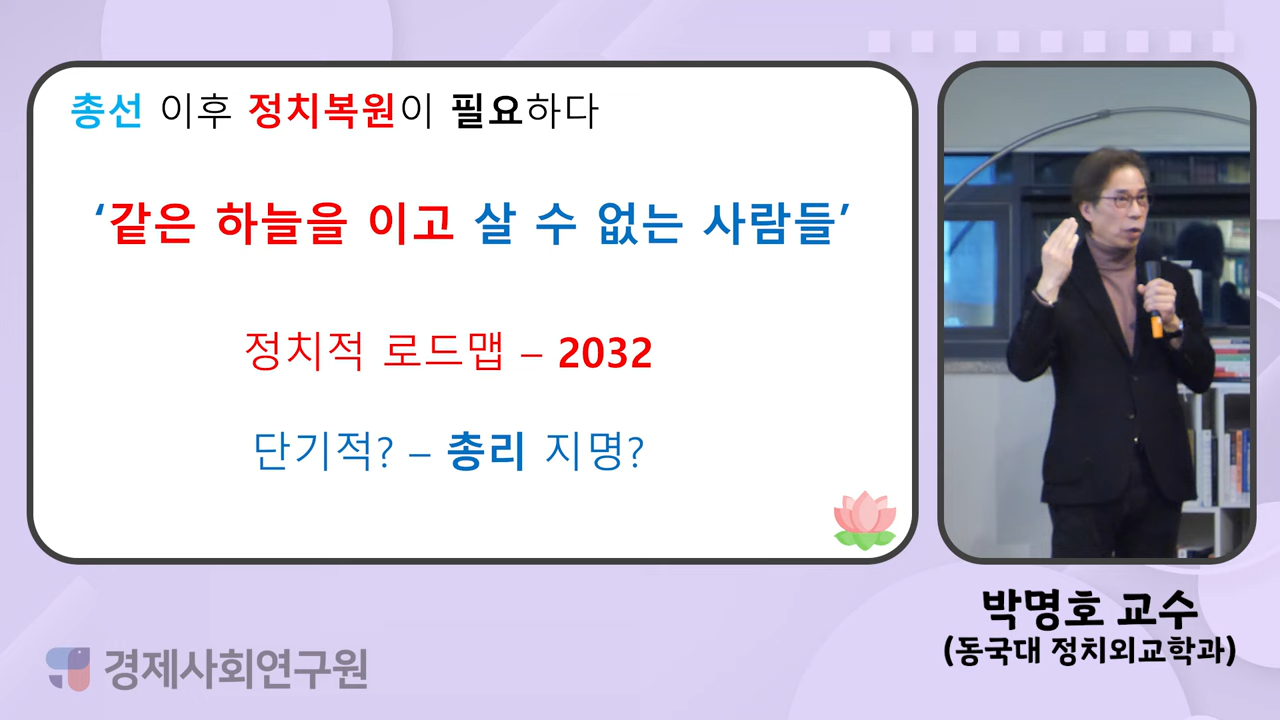 총선 이후 정치복원이 필요하다
‘같은 하늘을 이고 살 수 없는 사람들’
정치적 로드맵 – 2032
단기적? – 총리 지명?
박명호 교수
(동국대 정치외교학과)
경제사회연구원